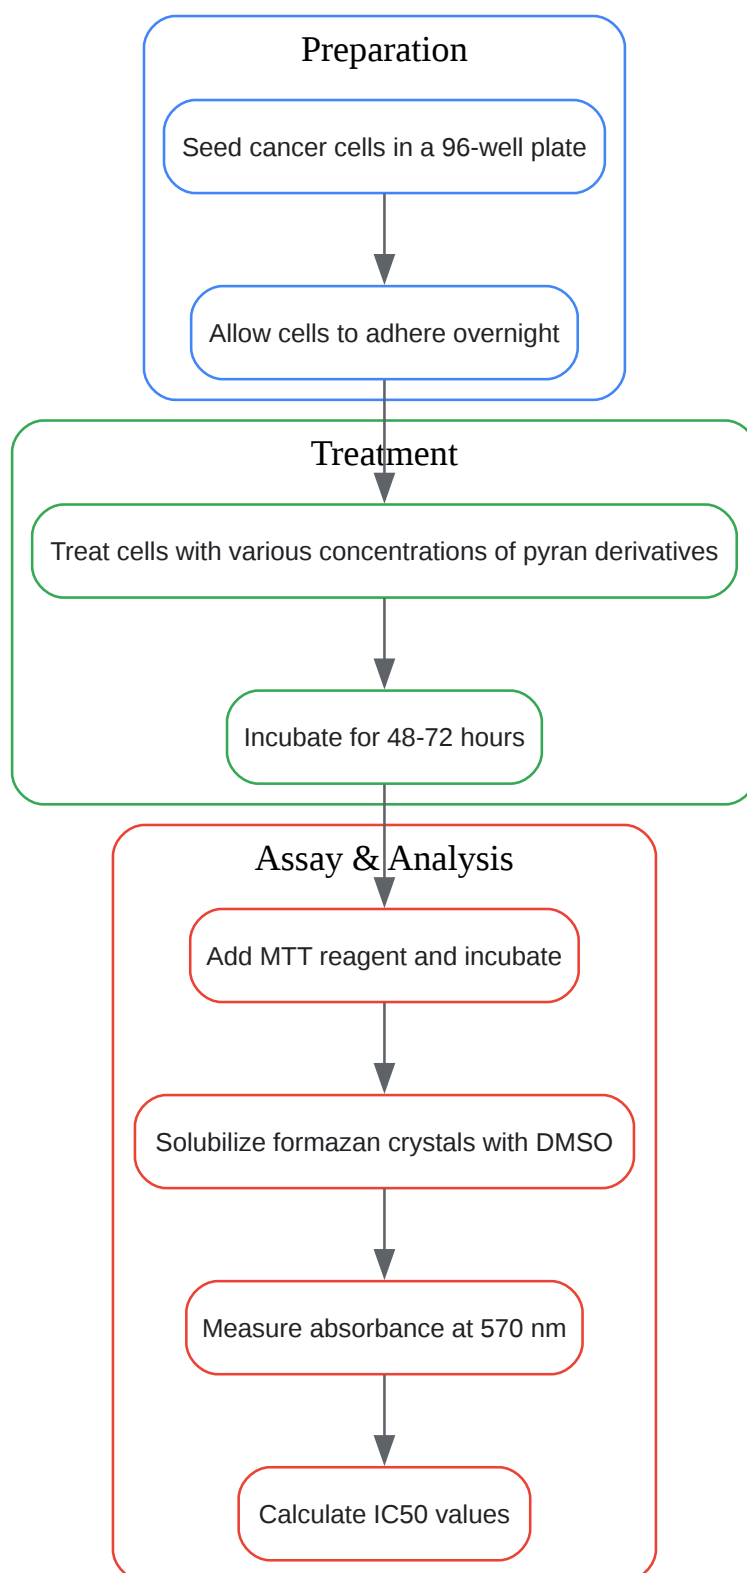 Preparation
Seed cancer cells in a 96-well plate
Allow cells to adhere overnight
Treatment
Treat cells with various concentrations of pyran derivatives
Incubate for 48-72 hours
Assay & Analysis
Add MTT reagent and incubate
Solubilize formazan crystals with DMSO
Measure absorbance at 570 nm
Calculate IC50 values